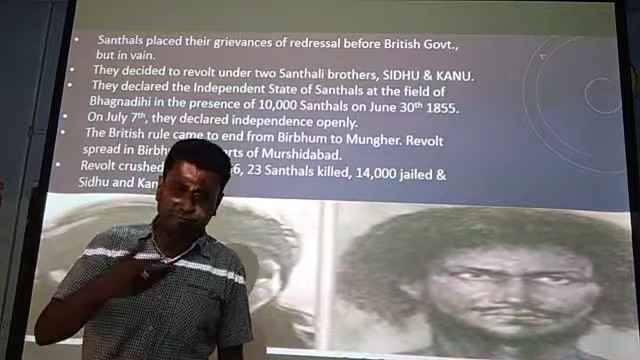 • Santhals placed their grievances of redressal before British Govt.,
but in vain.
• They decided to revolt under two Santhali brothers, SIDHU & KANU.
• They declared the Independent State of Santhals at the field of
Bhagnadihi in the presence of 10,000 Santhals on June 30th 1855.
• On July 7th, they declared independence openly.
• The British rule came to end from Birbhum to Mungher. Revolt
spread in Birbh rts of Murshidabad.
• Revolt crushed 6, 23 Santhals killed, 14,000 jailed &
Sidhu and Kan